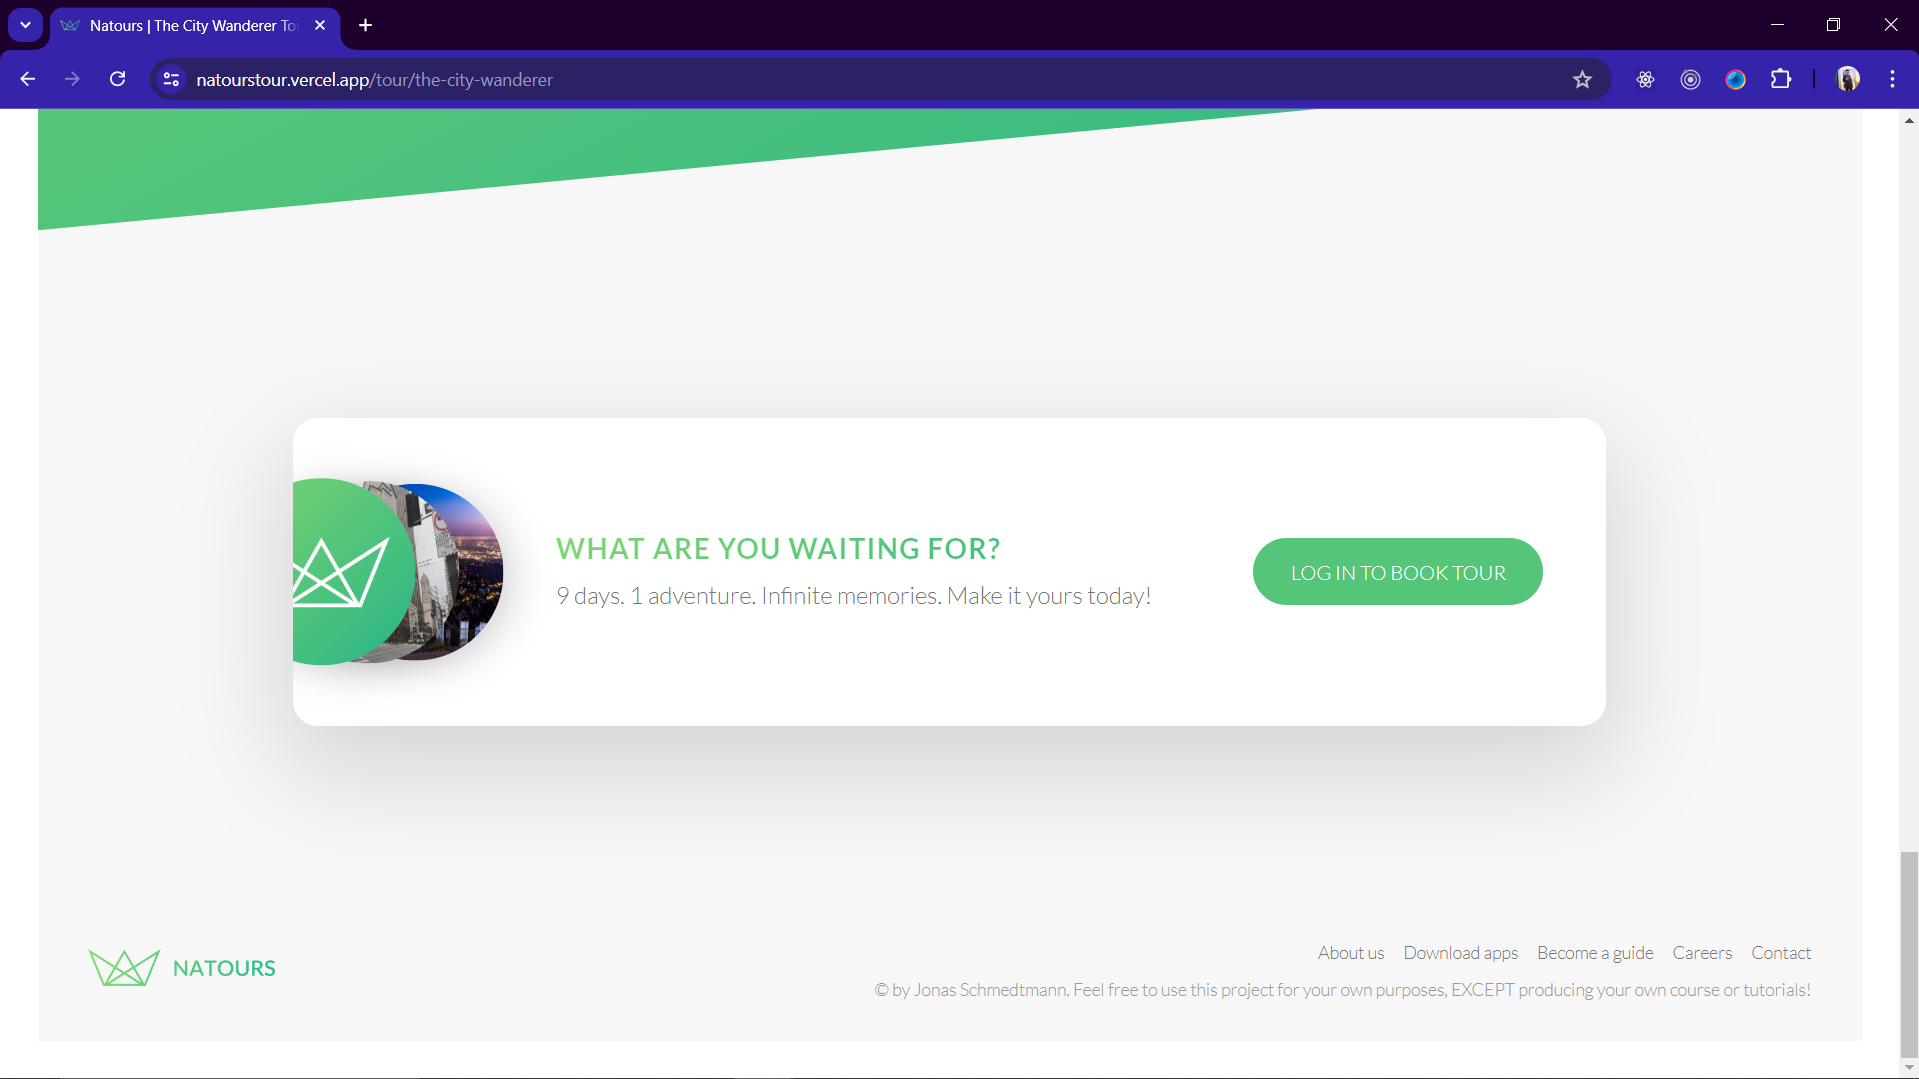 Natours | The City Wanderer To
natourstour.vercel.app/tour/the-city-wanderer
WHAT ARE YOU WAITING FOR?
9 days. 1 adventure. Infinite memories. Make it yours today!
LOG IN TO BOOK TOUR
NATOURS
About us Download apps Become a guide Careers Contact
© by Jonas Schmedtmann. Feel free to use this project for your own purposes, EXCEPT producing your own course or tutorials!